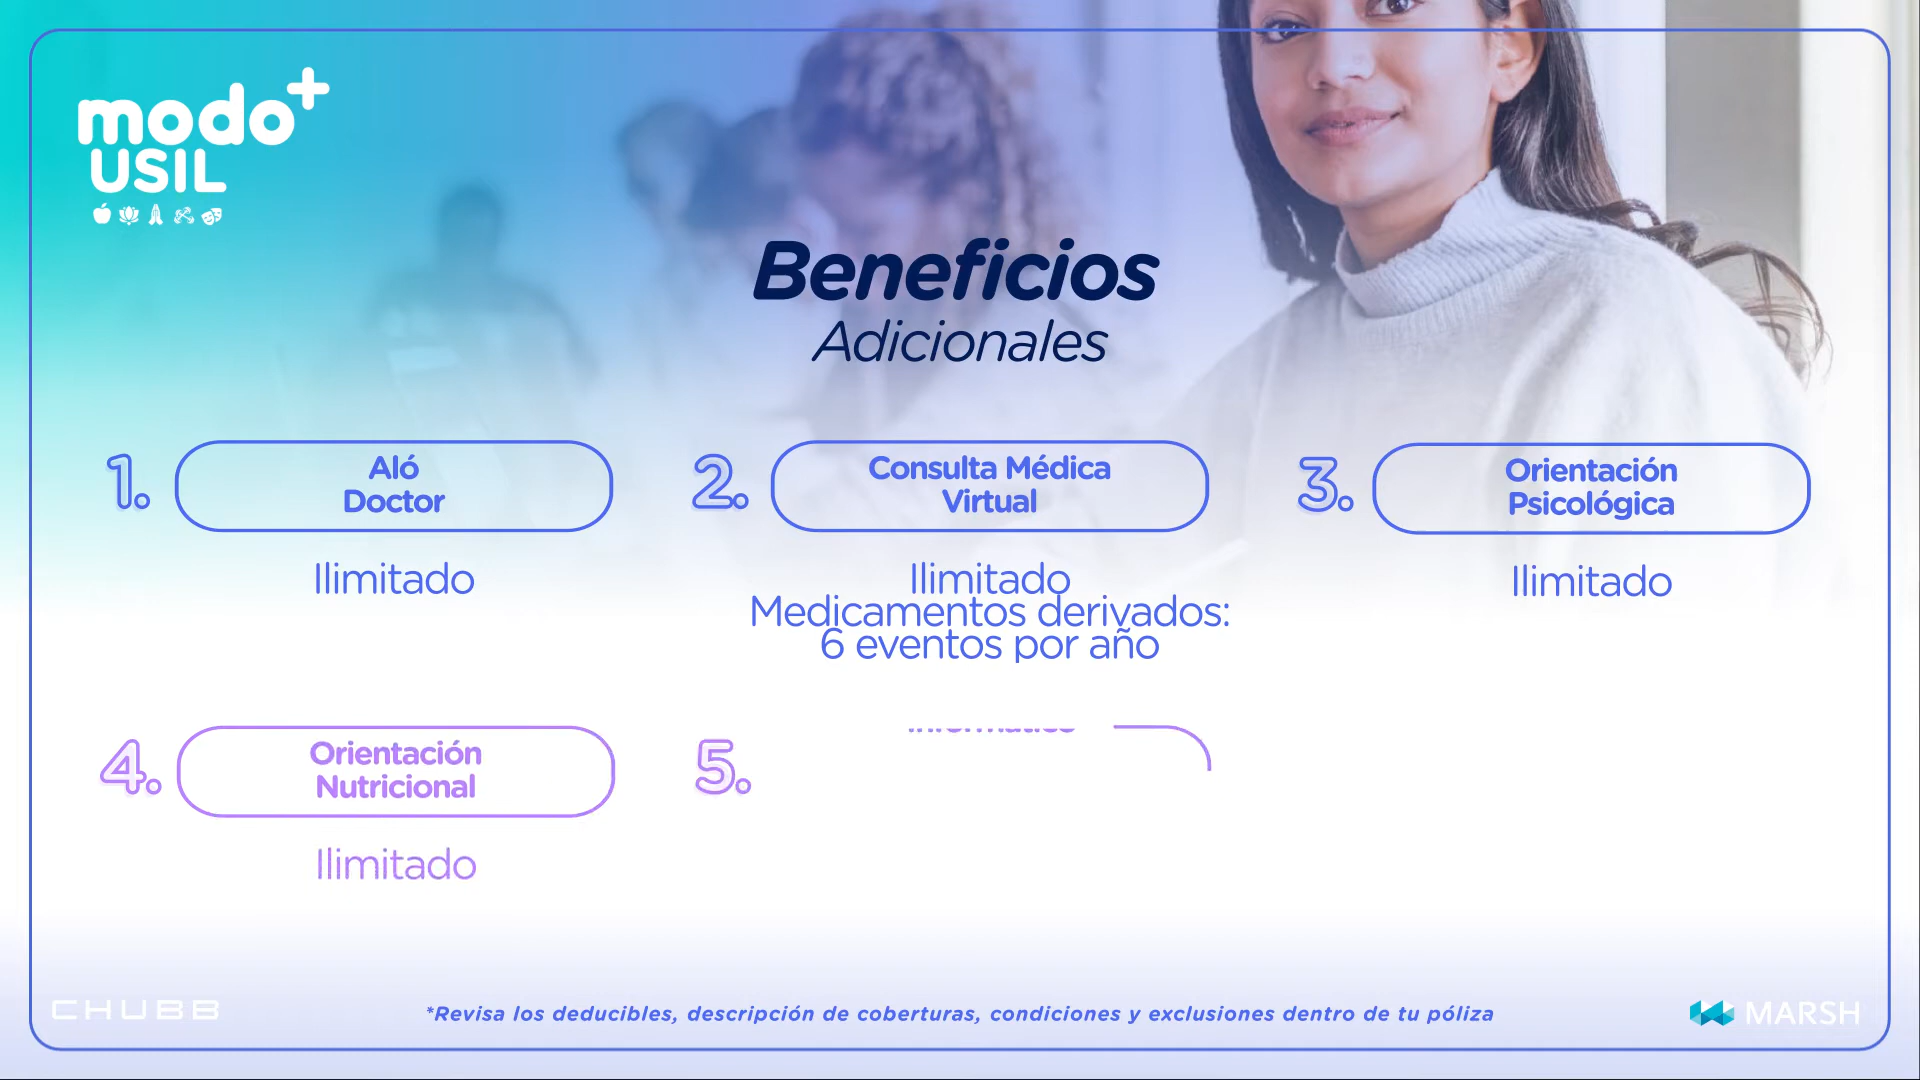 modo+
USIL
Beneficios
Adicionales
1.
Aló
Doctor
Ilimitado
2.
Consulta Médica
Virtual
Ilimitado
Medicamentos derivados:
6 eventos por año
3.
Orientación
Psicológica
Ilimitado
4.
Orientación
Nutricional
Ilimitado
5.
CHUBB
*Revisa los deducibles, descripción de coberturas, condiciones y exclusiones dentro de tu póliza
MARSH